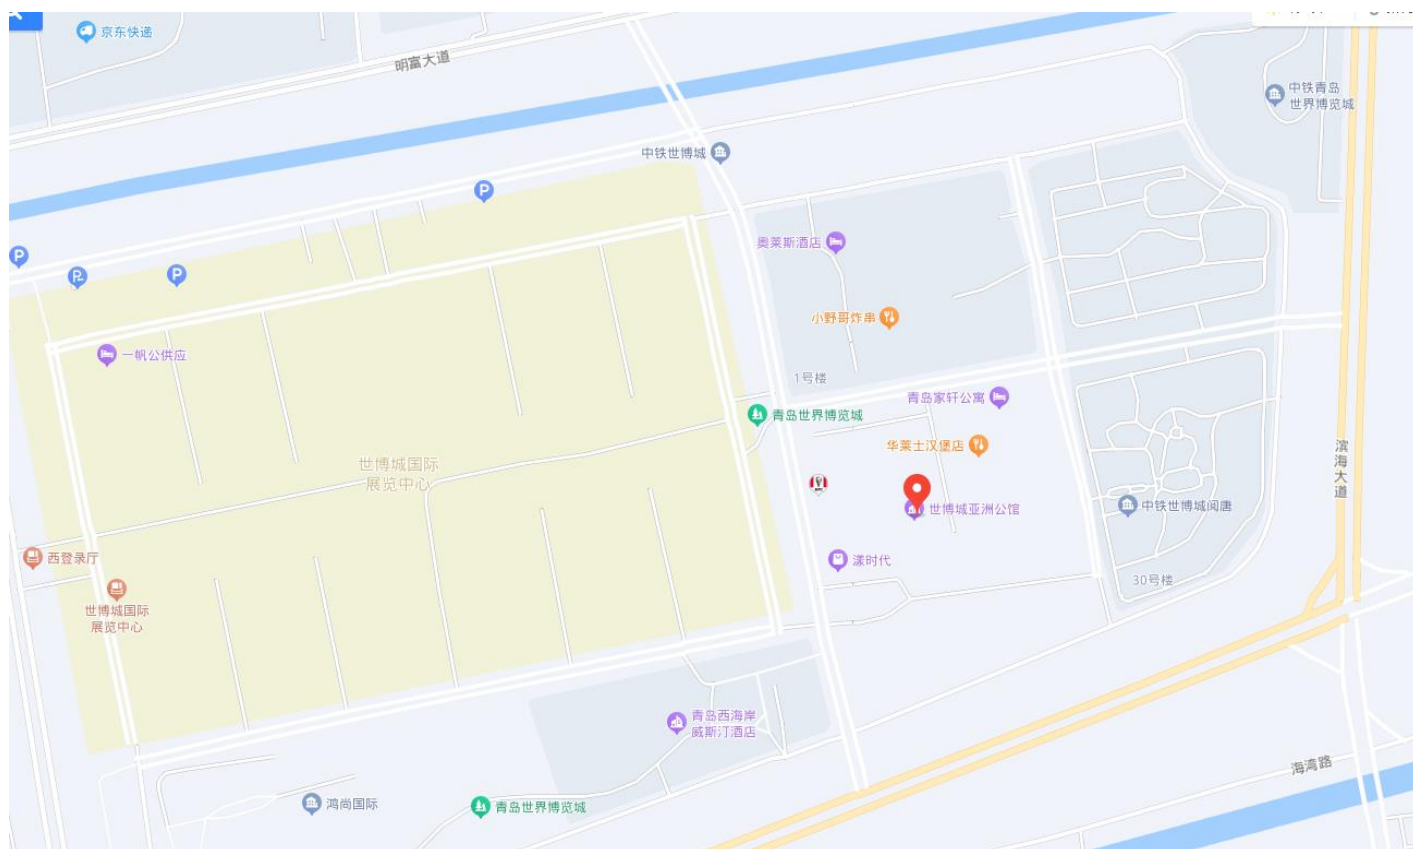 京东快递
明富大道
中铁青岛
世界博览城
中铁世博城
P
奥莱斯酒店
P
P
P
小野哥炸串
一帆公供应
1号楼
青岛家轩公寓
青岛世界博览城
华莱士汉堡店
滨海大道
世博城国际
展览中心
世博城亚洲公馆
中铁世博城阅唐
西登录厅
漾时代
30号楼
世博城国际
展览中心
青岛西海岸
威斯汀酒店
海湾路
鸿尚国际
青岛世界博览城